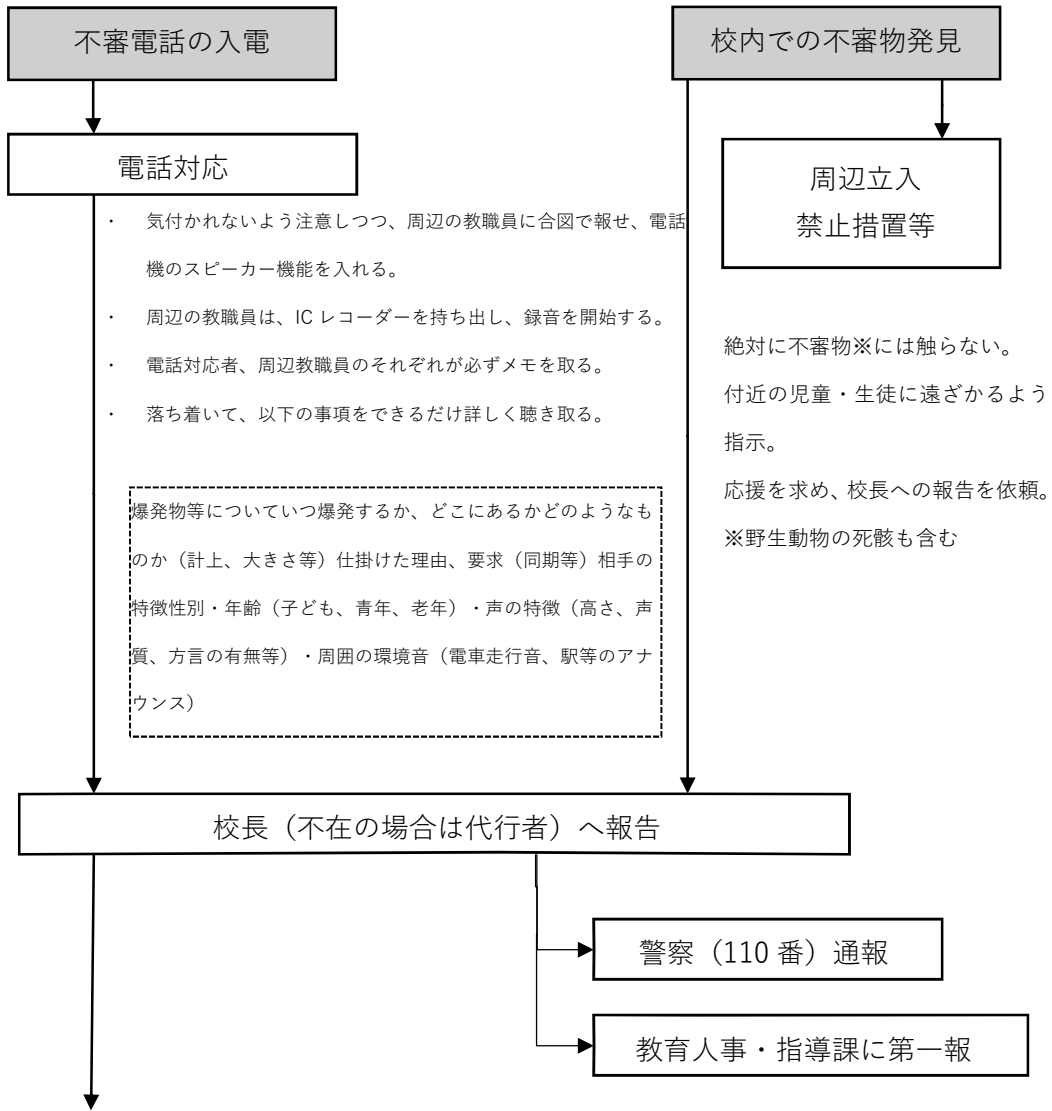 不審電話の入電
校内での不審物発見
電話対応
周辺立入
禁止措置等
・ 気付かれないよう注意しつつ、周辺の教職員に合図で報せ、電話
機のスピーカー機能を入れる。
・ 周辺の教職員は、IC レコーダーを持ち出し、録音を開始する。
・ 電話対応者、周辺教職員のそれぞれが必ずメモを取る。
・ 落ち着いて、以下の事項をできるだけ詳しく聴き取る。
絶対に不審物※には触らない。
付近の児童・生徒に遠ざかるよう
指示。
応援を求め、校長への報告を依頼。
※野生動物の死骸も含む
爆発物等についていつ爆発するか、どこにあるかどのようなも
のか（計上、大きさ等）仕掛けた理由、要求（同期等）相手の
特徴性別・年齢（子ども、青年、老年）・声の特徴（高さ、声
質、方言の有無等）・周囲の環境音（電車走行音、駅等のアナ
ウンス）
校長（不在の場合は代行者）へ報告
警察（110 番）通報
教育人事・指導課に第一報